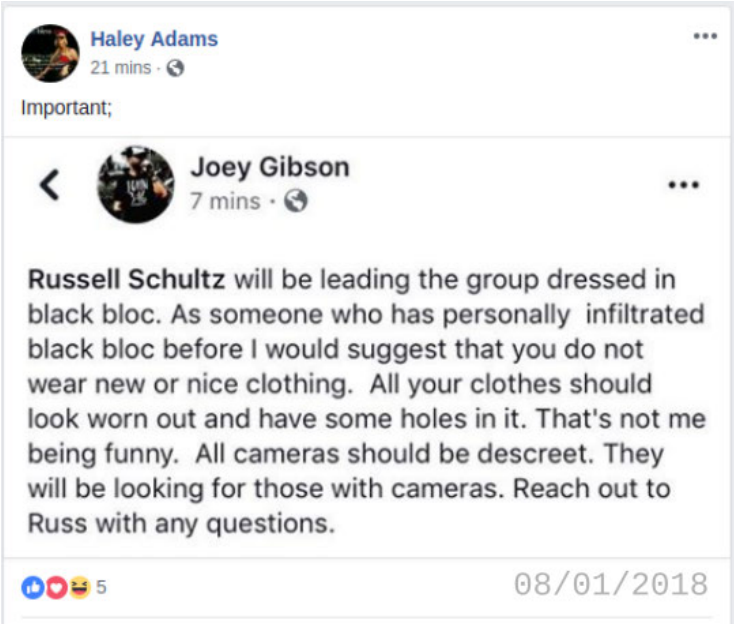 Haley Adams
21 mins ·
Important;
Joey Gibson
7 mins ·
Russell Schultz will be leading the group dressed in
black bloc. As someone who has personally  infiltrated
black bloc before I would suggest that you do not
wear new or nice clothing.  All your clothes should
look worn out and have some holes in it. That's not me
being funny.  All cameras should be descreet. They
will be looking for those with cameras. Reach out to
Russ with any questions.
5
08/01/2018